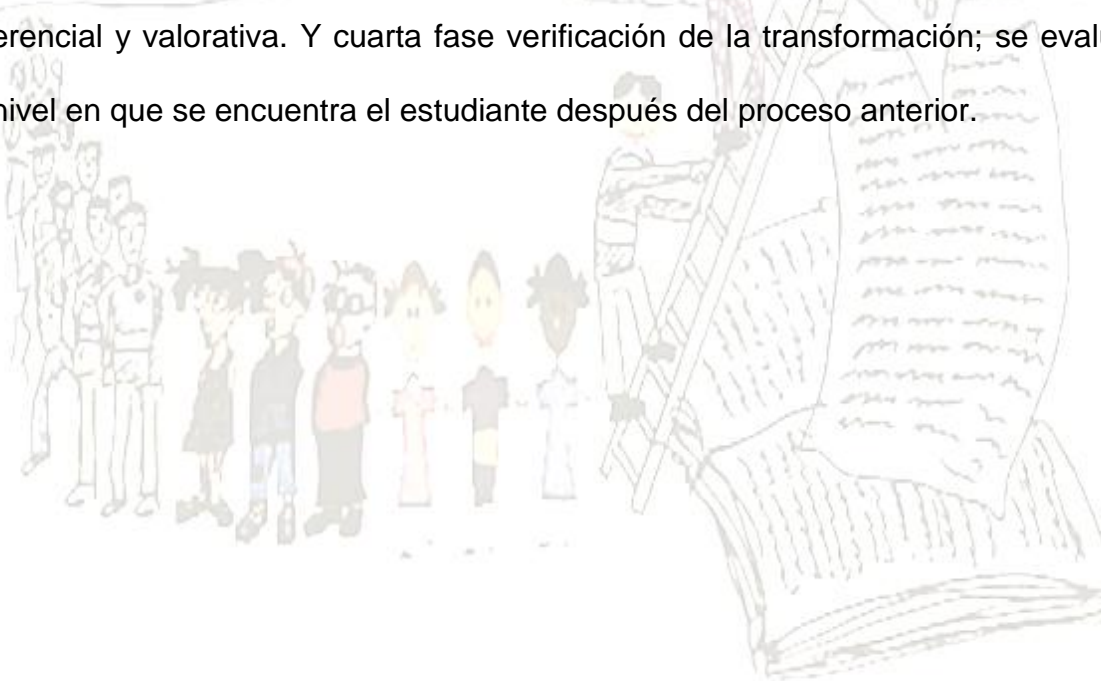 erencial y valorativa. Y cuarta fase verificación de la transformación; se eval
nivel en que se encuentra el estudiante después del proceso anterior.